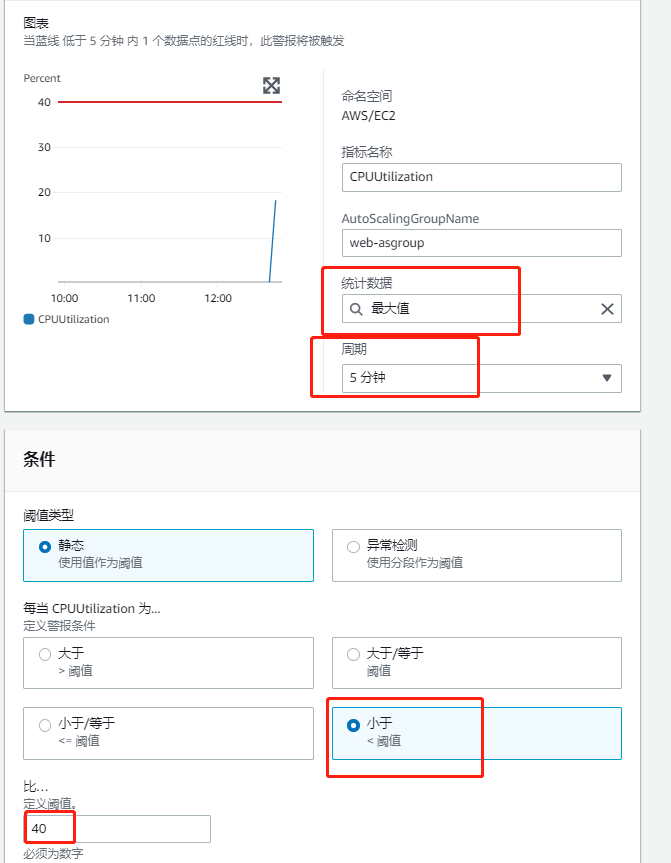 图表
当蓝线 低于 5 分钟 内 1 个数据点的红线时，此警报将被触发
Percent
40
30
20
10
10:00 11:00 12:00
CPUUtilization
命名空间
AWS/EC2
指标名称
CPUUtilization
AutoScalingGroupName
web-asgroup
统计数据
最大值
周期
5 分钟
条件
阈值类型
静态
使用值作为阈值
异常检测
使用分段作为阈值
每当 CPUUtilization 为...
定义警报条件
大于
> 阈值
大于/等于
阈值
小于/等于
<= 阈值
小于
< 阈值
比...
定义阈值。
40
必须为数字